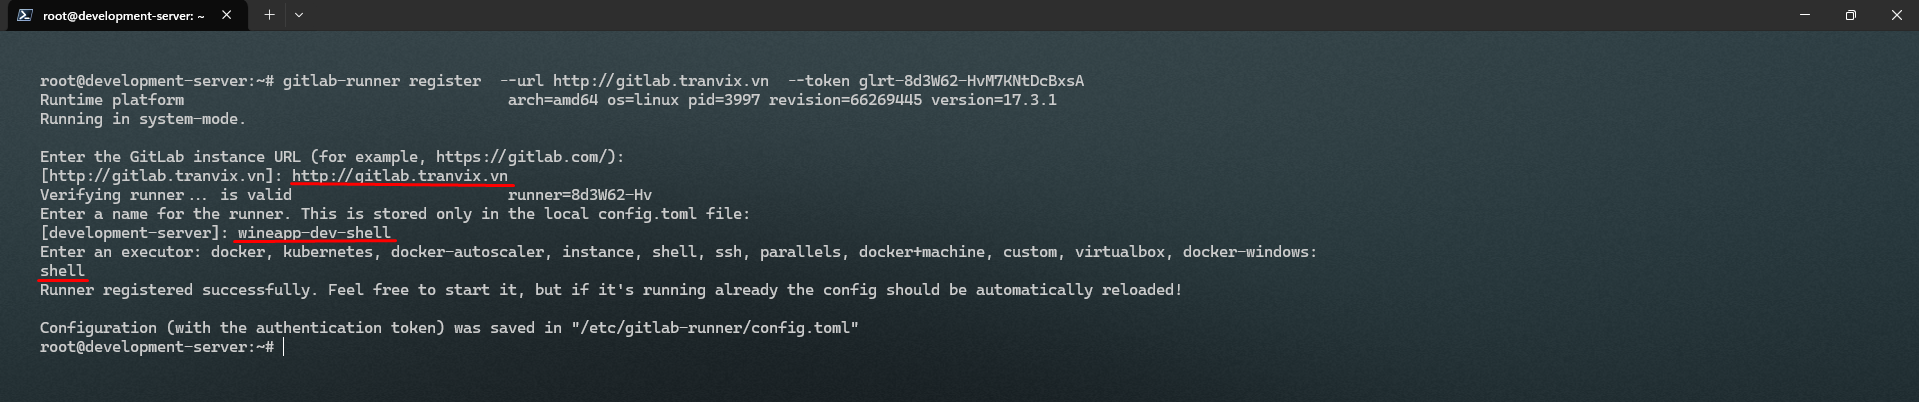 root@development-server: ~
root@development-server:~# gitlab-runner register  --url http://gitlab.tranvix.vn  --token glrt-8d3W62-HvM7KNtDcBxsA
Runtime platform                                    arch=amd64 os=linux pid=3997 revision=66269445 version=17.3.1
Running in system-mode.
Enter the GitLab instance URL (for example, https://gitlab.com/):
[http://gitlab.tranvix.vn]: http://gitlab.tranvix.vn
Verifying runner... is valid                        runner=8d3W62-Hv
Enter a name for the runner. This is stored only in the local config.toml file:
[development-server]: wineapp-dev-shell
Enter an executor: docker, kubernetes, docker-autoscaler, instance, shell, ssh, parallels, docker+machine, custom, virtualbox, docker-windows:
shell
Runner registered successfully. Feel free to start it, but if it's running already the config should be automatically reloaded!
Configuration (with the authentication token) was saved in "/etc/gitlab-runner/config.toml"
root@development-server:~#